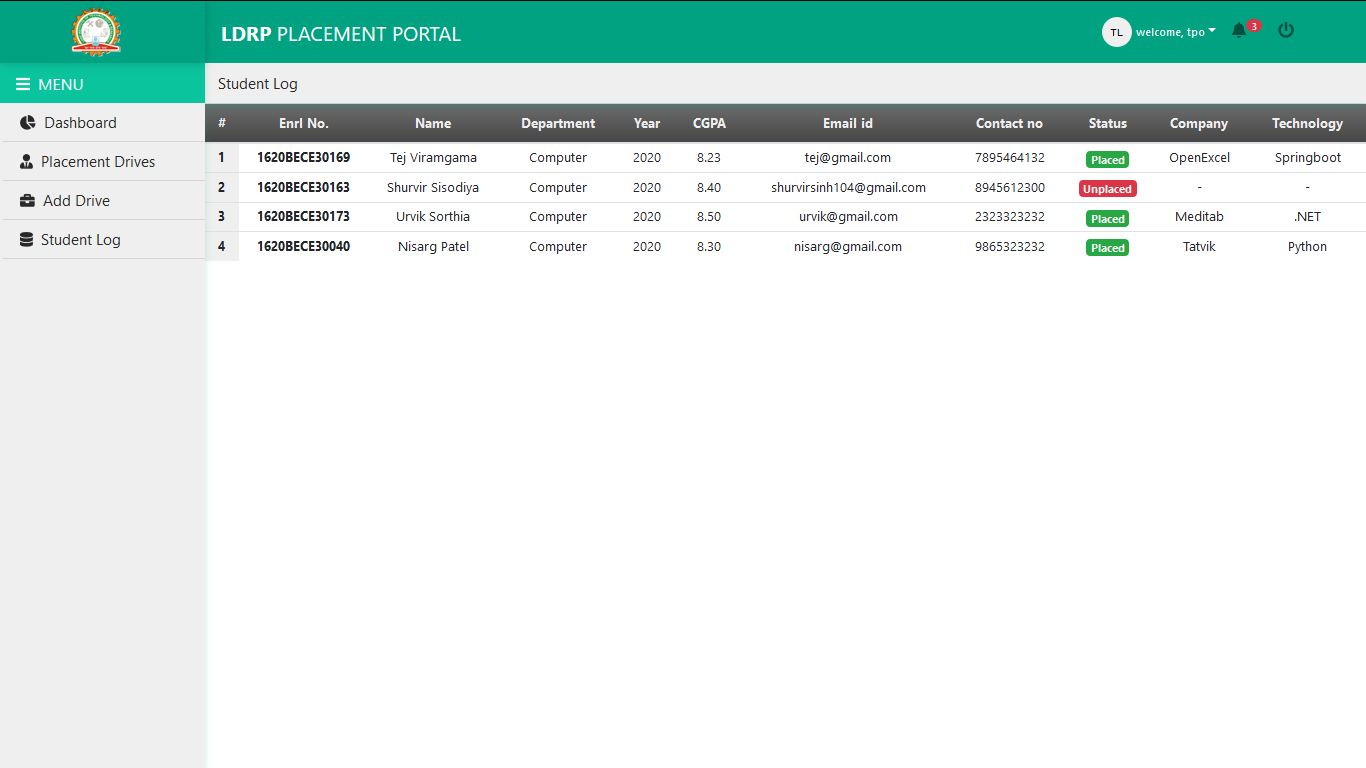 LDRP PLACEMENT PORTAL
TL welcome, tpo 3
MENU
Student Log
Dashboard
Placement Drives
Add Drive
Student Log
# Enrl No. Name Department Year CGPA Email id Contact no Status Company Technology
1 1620BECE30169 Tej Viramgama Computer 2020 8.23 tej@gmail.com 7895464132 Placed OpenExcel Springboot
2 1620BECE30163 Shurvir Sisodiya Computer 2020 8.40 shurvirsinh104@gmail.com 8945612300 Unplaced - -
3 1620BECE30173 Urvik Sorthia Computer 2020 8.50 urvik@gmail.com 2323323232 Placed Meditab .NET
4 1620BECE30040 Nisarg Patel Computer 2020 8.30 nisarg@gmail.com 9865323232 Placed Tatvik Python